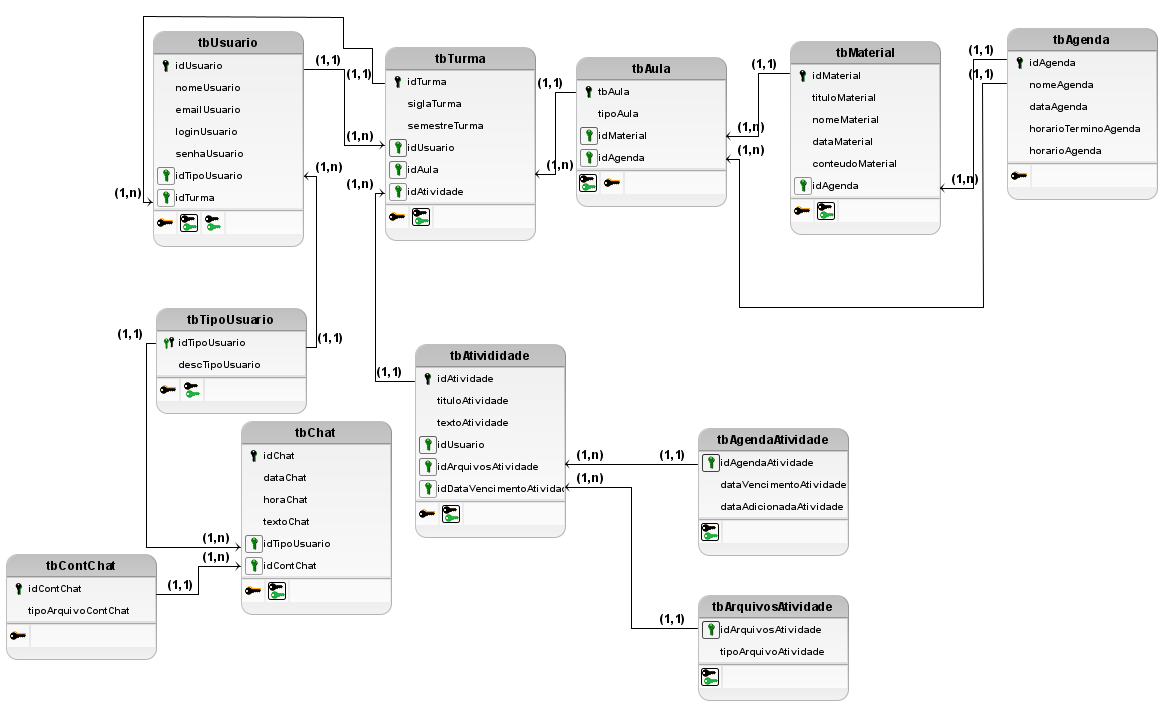 tbUsuario
idUsuario
nomeUsuario
emailUsuario
loginUsuario
senhaUsuario
idTipoUsuario
idTurma
(1,1)
(1,1)
(1,n)
(1,n)
(1,n)
(1,n)
tbTurma
idTurma
siglaTurma
semestreTurma
idUsuario
idAula
idAtividade
(1,1)
(1,n)
tbAula
tbAula
tipoAula
idMaterial
idAgenda
(1,1)
(1,n)
(1,n)
tbMaterial
idMaterial
tituloMaterial
nomeMaterial
dataMaterial
conteudoMaterial
idAgenda
(1,1)
(1,1)
(1,n)
tbAgenda
idAgenda
nomeAgenda
dataAgenda
horarioTerminoAgenda
horarioAgenda
tbTipoUsuario
idTipoUsuario
descTipoUsuario
(1,1)
(1,1)
(1,1)
tbAtivididade
idAtividade
tituloAtividade
textoAtividade
idUsuario
idArquivosAtividade
idDataVencimentoAtividad
(1,n)
(1,1)
(1,n)
tbAgendaAtividade
idAgendaAtividade
dataVencimentoAtividade
dataAdicionadaAtividade
tbChat
idChat
dataChat
horaChat
textoChat
idTipoUsuario
idContChat
(1,n)
(1,n)
(1,1)
tbContChat
idContChat
tipoArquivoContChat
(1,1)
tbArquivosAtividade
idArquivosAtividade
tipoArquivoAtividade